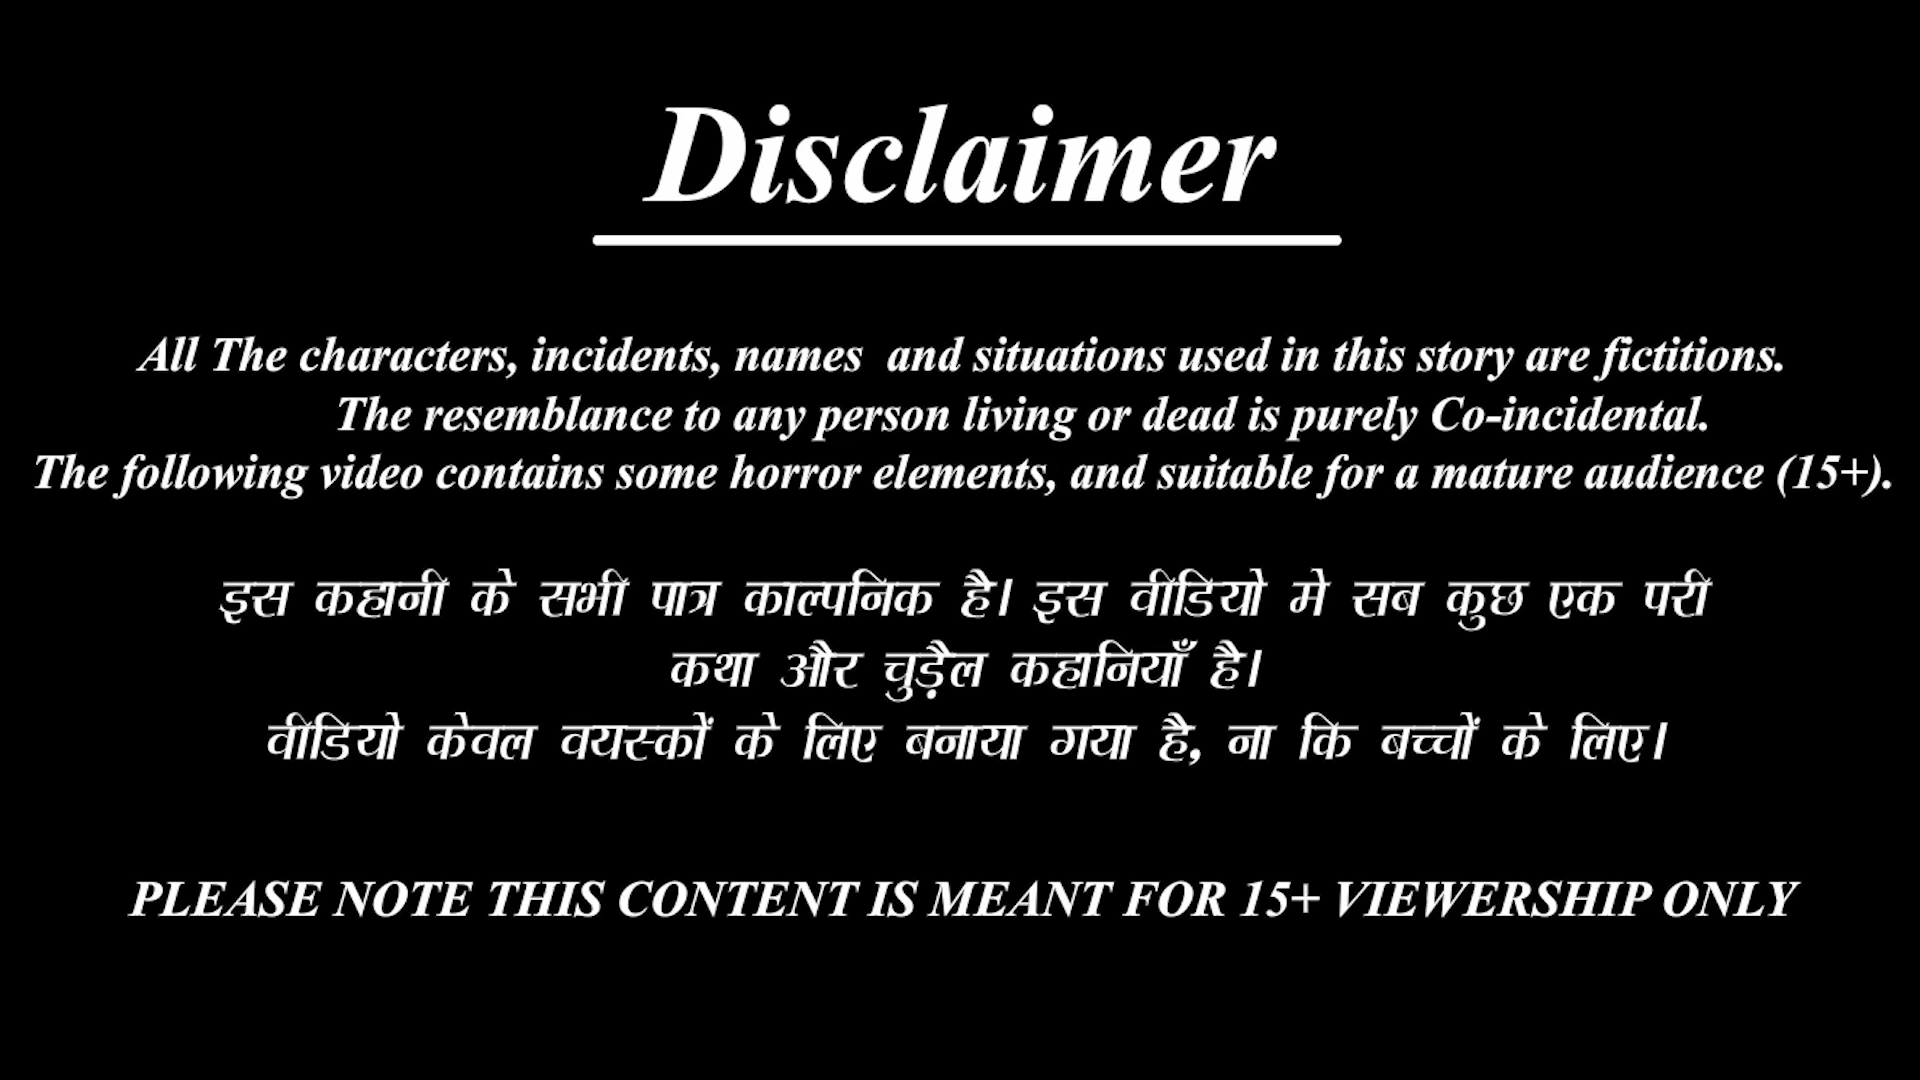 Disclaimer
All The characters, incidents, names and situations used in this story are fictitions.
The resemblance to any person living or dead is purely Co-incidental.
The following video contains some horror elements, and suitable for a mature audience (15+).
इस कहानी के सभी पात्र काल्पनिक है। इस वीडियो मे सब कुछ एक परी
कथा और चुड़ैल कहानियाँ है।
वीडियो केवल वयस्कों के लिए बनाया गया है, ना कि बच्चों के लिए।
PLEASE NOTE THIS CONTENT IS MEANT FOR 15+ VIEWERSHIP ONLY